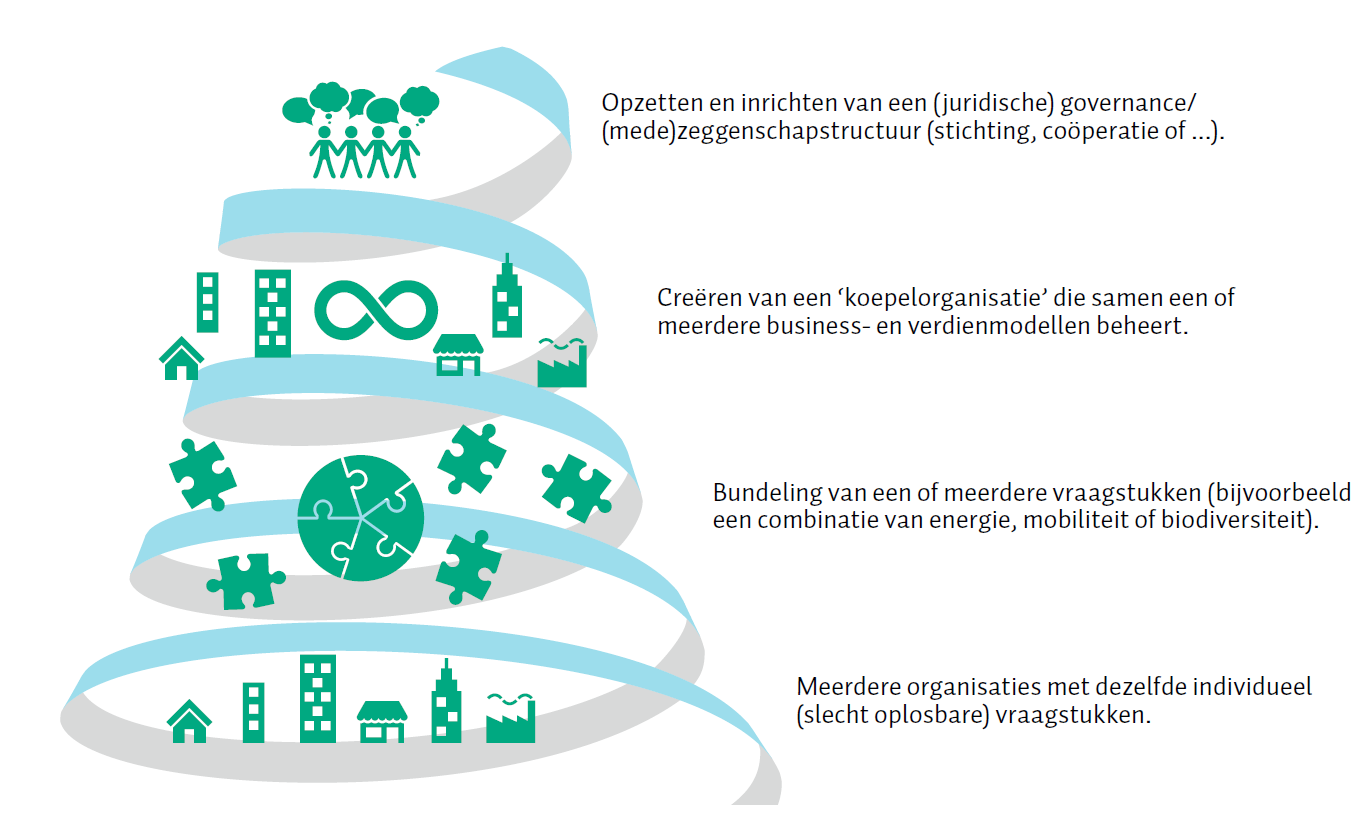 Opzetten en inrichten van een (juridische) governance/
(mede)zeggenschapstructuur (stichting, coöperatie of ...).
Creëren van een ‘koepelorganisatie’ die samen een of
meerdere business- en verdienmodellen beheert.
Bundeling van een of meerdere vraagstukken (bijvoorbeeld
een combinatie van energie, mobiliteit of biodiversiteit).
Meerdere organisaties met dezelfde individueel
(slecht oplosbare) vraagstukken.